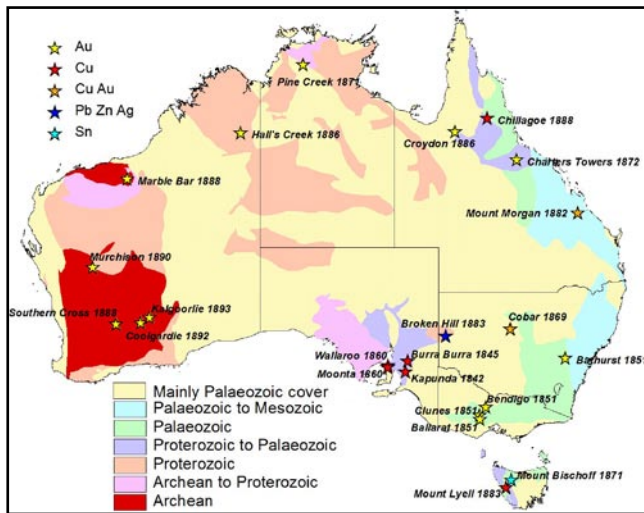 Au
Cu
Cu Au
Pb Zn Ag
Sn
Pine Creek 1871
Hall's Creek 1886
Chillagoe 1888
Croydon 1886
Charters Towers 1872
Marble Bar 1888
Mount Morgan 1882
Murchison 1890
Southern Cross 1888
Kalgoorlie 1893
Coolgardie 1892
Broken Hill 1883
Cobar 1869
Wallaroo 1860
Burra Burra 1845
Moonta 1860
Kapunda 1842
Bathurst 1851
Bendigo 1851
Clunes 1851
Ballarat 1851
Mount Bischoff 1871
Mount Lyell 1883
Mainly Palaeozoic cover
Palaeozoic to Mesozoic
Palaeozoic
Proterozoic to Palaeozoic
Proterozoic
Archean to Proterozoic
Archean